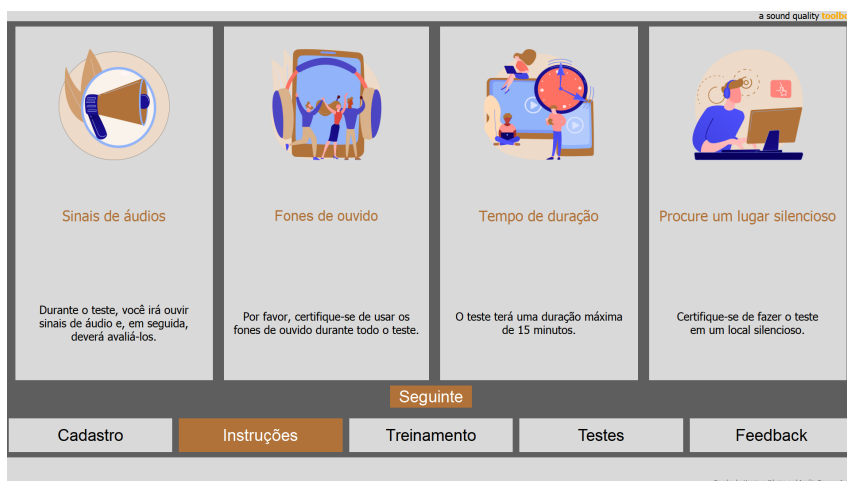 a sound quality toolbo
Sinais de áudios
Fones de ouvido
Tempo de duração
Procure um lugar silencioso
Durante o teste, você irá ouvir
sinais de áudio e, em seguida,
deverá avaliá-los.
Por favor, certifique-se de usar os
fones de ouvido durante todo o teste.
O teste terá uma duração máxima
de 15 minutos.
Certifique-se de fazer o teste
em um local silencioso.
Seguinte
Cadastro
Instruções
Treinamento
Testes
Feedback